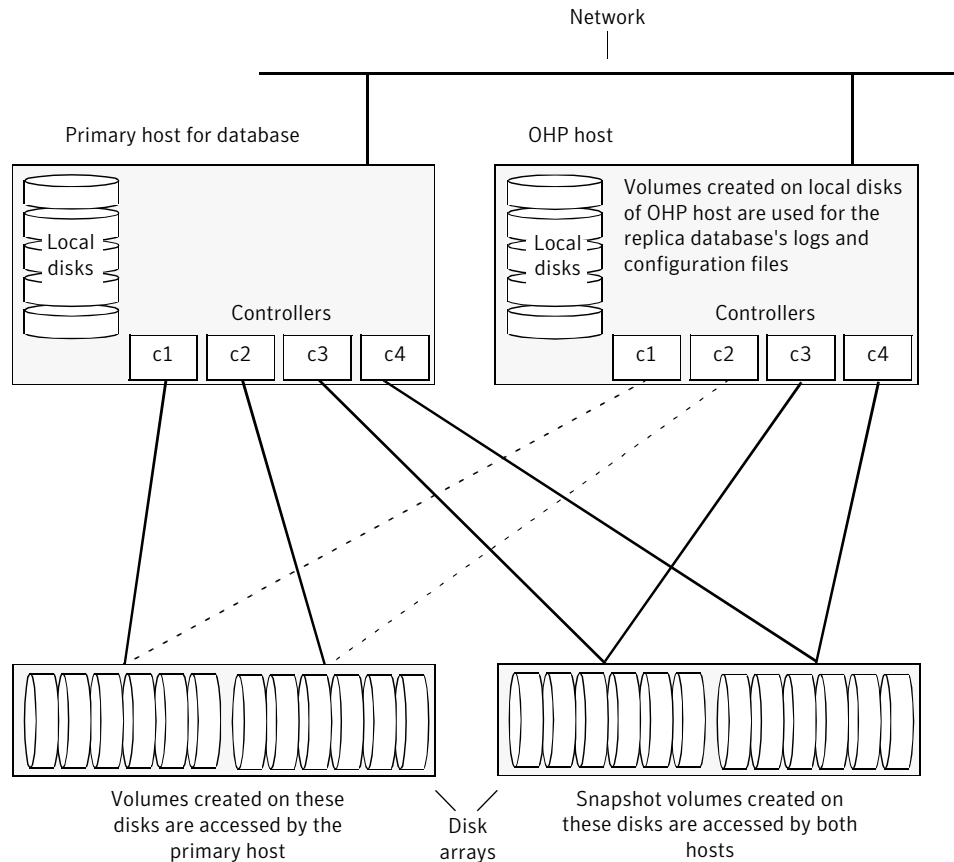 Network
Primary host for database
OHP host
Local
disks
Controllers
c1
c2
c3
c4
Local
disks
Volumes created on local disks
of OHP host are used for the
replica database's logs and
configuration files
Controllers
c1
c2
c3
c4
Volumes created on these
disks are accessed by the
primary host
Disk
arrays
Snapshot volumes created on
these disks are accessed by both
hosts